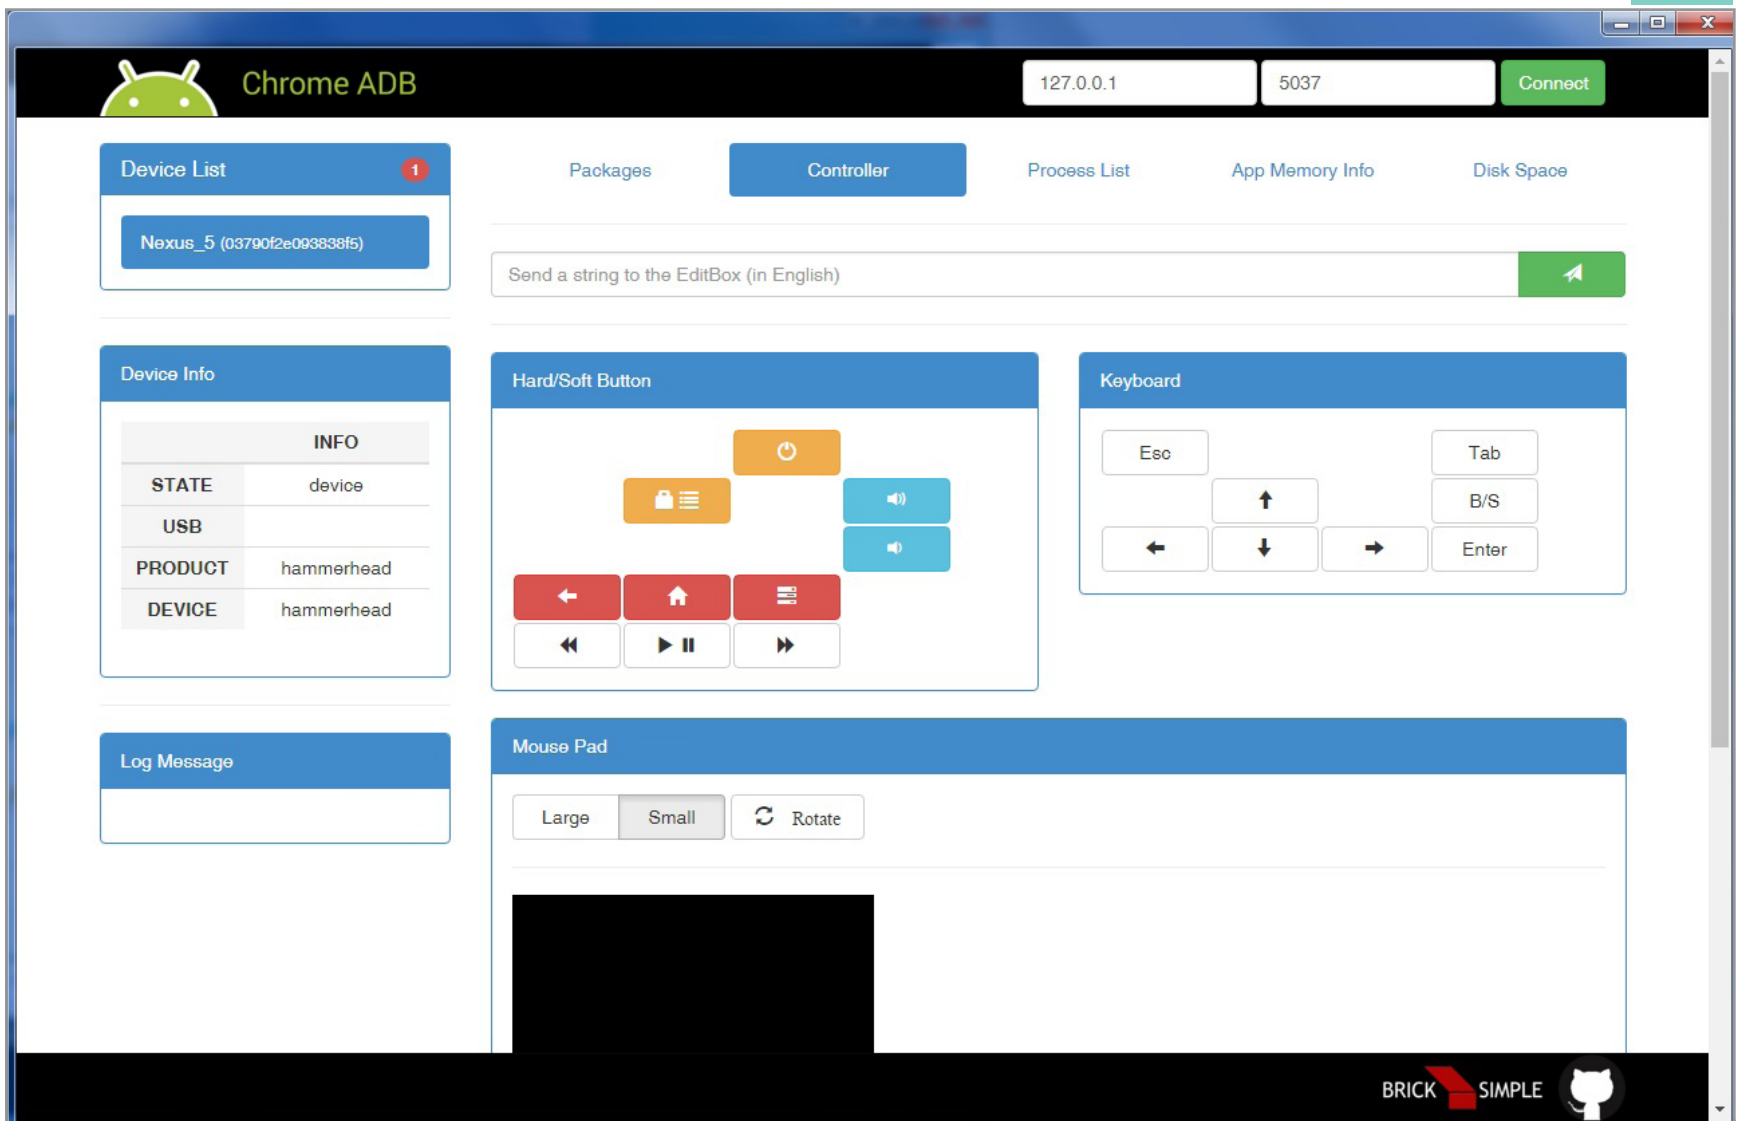 Chrome ADB
127.0.0.1
5037
Connect
Device List
1
Nexus_5 (03790f2e093838f5)
Packages
Controller
Process List
App Memory Info
Disk Space
Send a string to the EditBox (in English)
Device Info
INFO
STATE device
USB
PRODUCT hammerhead
DEVICE hammerhead
Log Message
Hard/Soft Button
Keyboard
Esc
Tab
B/S
Enter
Mouse Pad
Large
Small
Rotate
BRICK SIMPLE